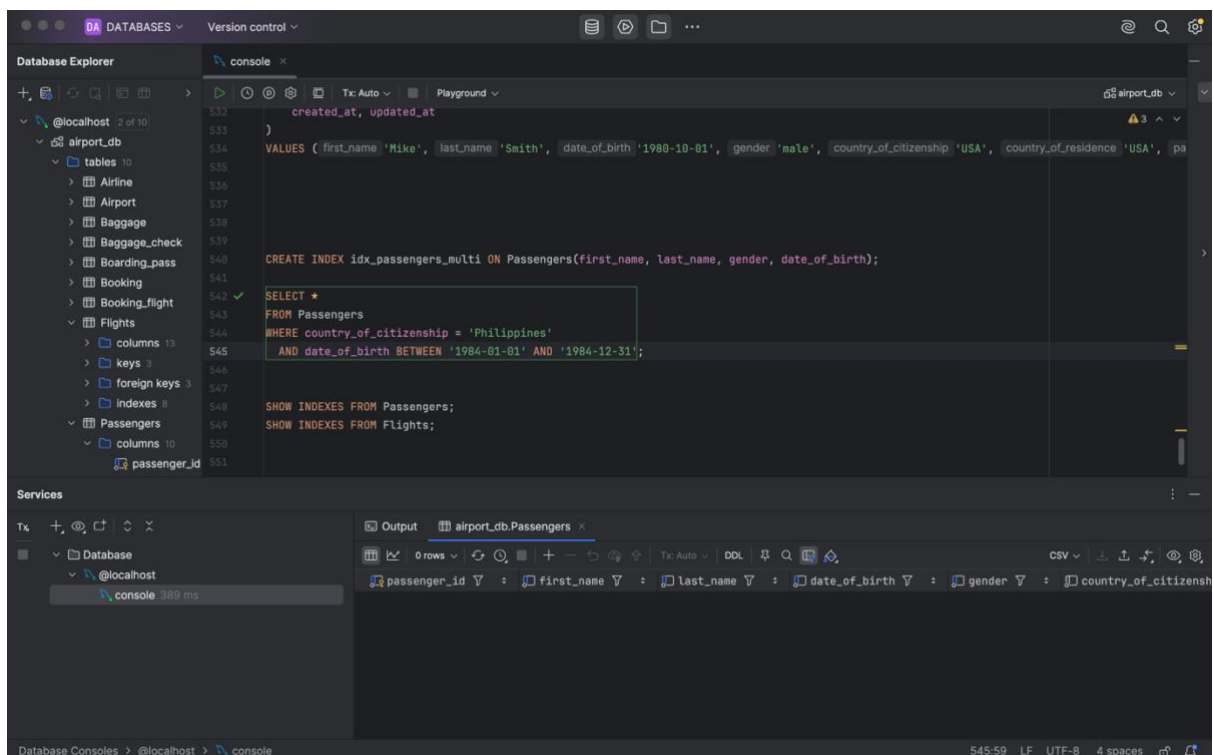 DA DATABASES Version control
Database Explorer
console
Tx: Auto Playground airport_db
@localhost 2 of 10
airport_db
tables 10
Airline
Airport
Baggage
Baggage_check
Boarding_pass
Booking
Booking_flight
Flights
columns 13
keys 3
foreign keys 3
indexes 8
Passengers
columns 10
passenger_id
532 created_at, updated_at
533 )
534 VALUES ( first_name 'Mike', last_name 'Smith', date_of_birth '1980-10-01', gender 'male', country_of_citizenship 'USA', country_of_residence 'USA', pa
535
536
537
538
539
540 CREATE INDEX idx_passengers_multi ON Passengers(first_name, last_name, gender, date_of_birth);
541
542 SELECT *
543 FROM Passengers
544 WHERE country_of_citizenship = 'Philippines'
545 AND date_of_birth BETWEEN '1984-01-01' AND '1984-12-31';
546
547
548 SHOW INDEXES FROM Passengers;
549 SHOW INDEXES FROM Flights;
550
551
3
Services
Tx
Database
@localhost
console 389 ms
Output airport_db.Passengers
0 rows Tx: Auto DDL CSV
passenger_id first_name last_name date_of_birth gender country_of_citizensh
Database Consoles > @localhost > console 545:59 LF UTF-8 4 spaces